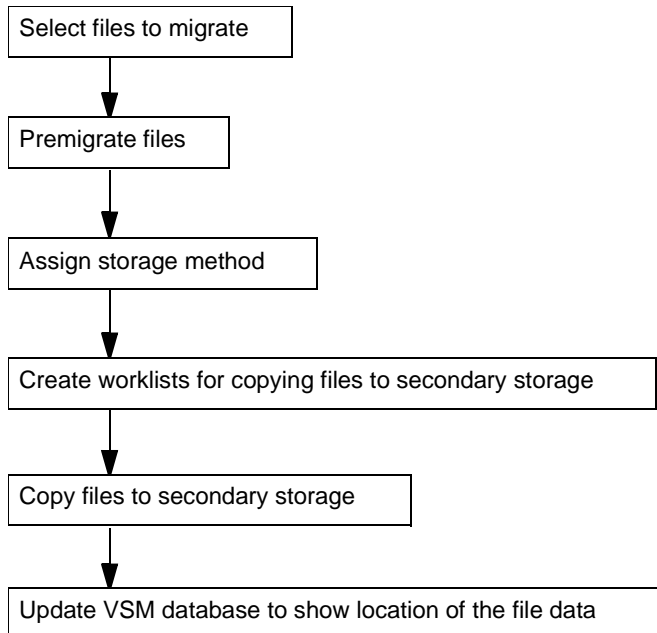 Select files to migrate
Premigrate files
Assign storage method
Create worklists for copying files to secondary storage
Copy files to secondary storage
Update VSM database to show location of the file data